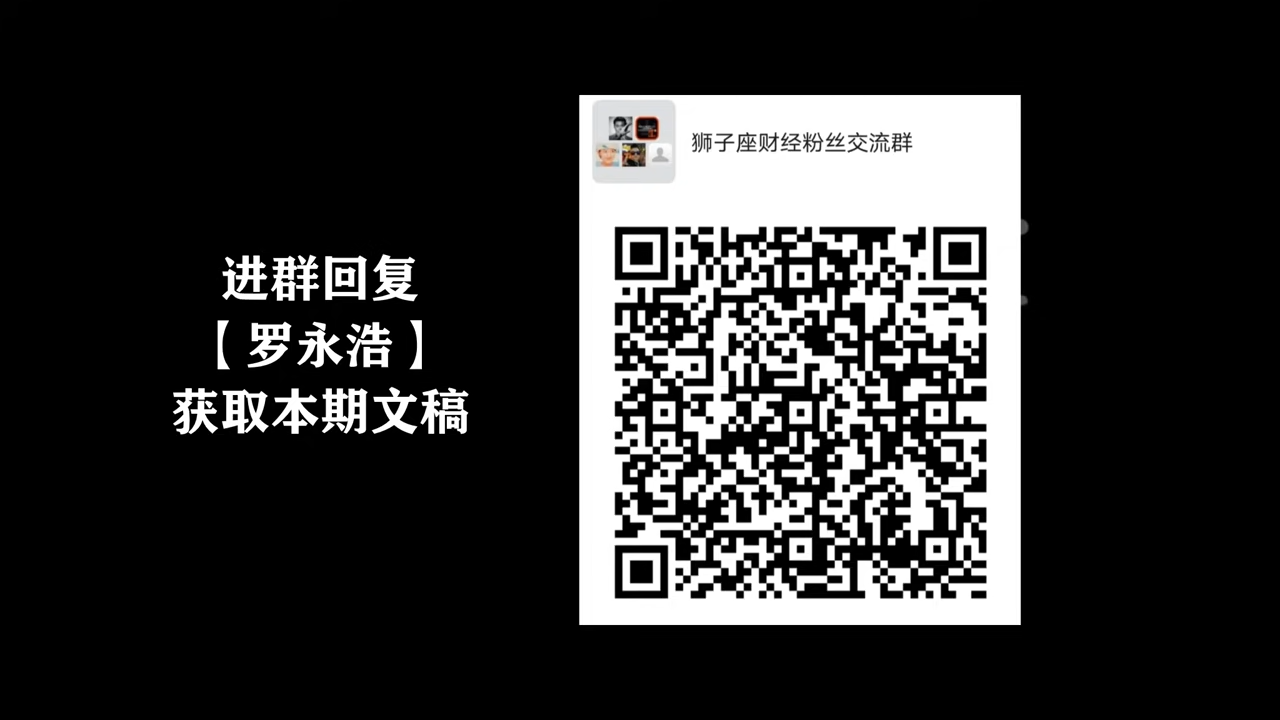 进群回复
【罗永浩】
获取本期文稿
狮子座财经粉丝交流群